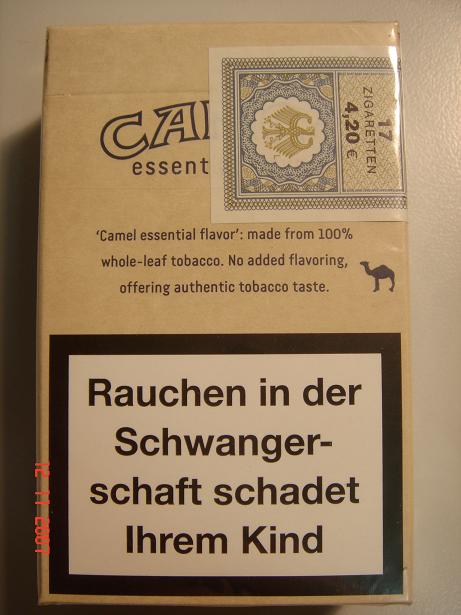 CA
essent
17
ZIGARETTEN
4,20 €
'Camel essential flavor': made from 100%
whole-leaf tobacco. No added flavoring,
offering authentic tobacco taste.
Rauchen in der
Schwanger-
schaft schadet
Ihrem Kind
12 11 2007